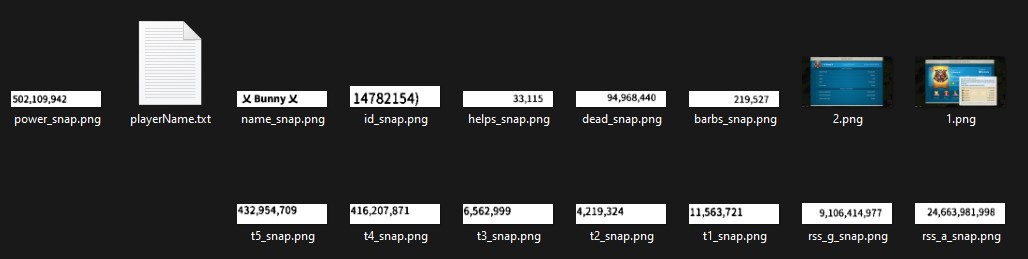 502,109,942
乂 Bunny 乂
14782154)
33,115
94,968,440
219,527
power_snap.png
playerName.txt
name_snap.png
id_snap.png
helps_snap.png
dead_snap.png
barbs_snap.png
2.png
1.png
432,954,709
416,207,871
6,562,999
4,219,324
11,563,721
9,106,414,977
24,663,981,998
t5_snap.png
t4_snap.png
t3_snap.png
t2_snap.png
t1_snap.png
rss_g_snap.png
rss_a_snap.png